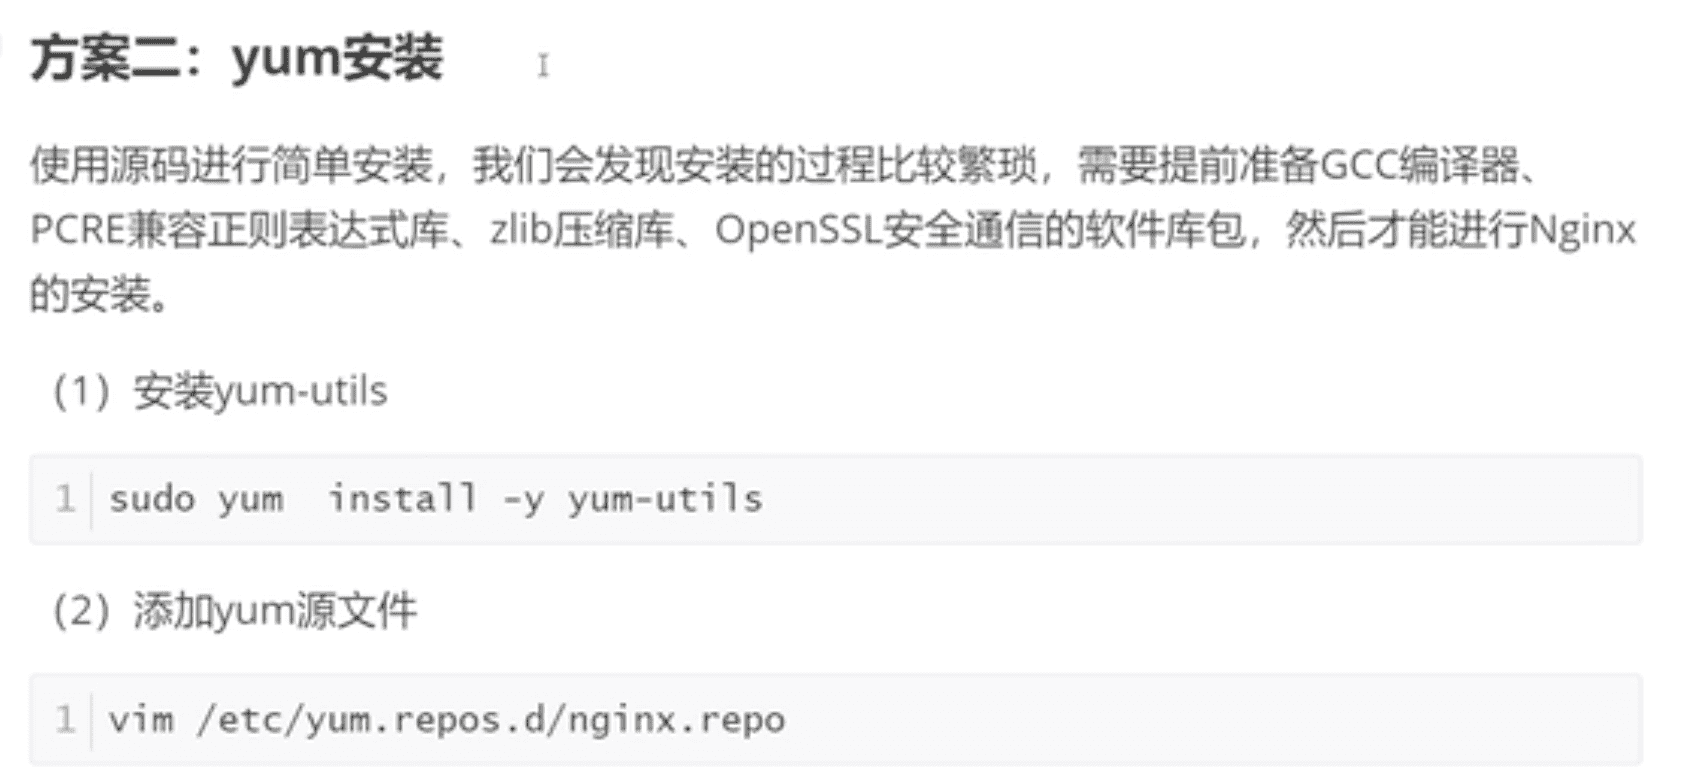 方案二：yum安装
使用源码进行简单安装，我们会发现安装的过程比较繁琐，需要提前准备GCC编译器、
PCRE兼容正则表达式库、zlib压缩库、OpenSSL安全通信的软件库包，然后才能进行Nginx
的安装。
（1）安装yum-utils
1 sudo yum  install -y yum-utils
（2）添加yum源文件
1 vim /etc/yum.repos.d/nginx.repo